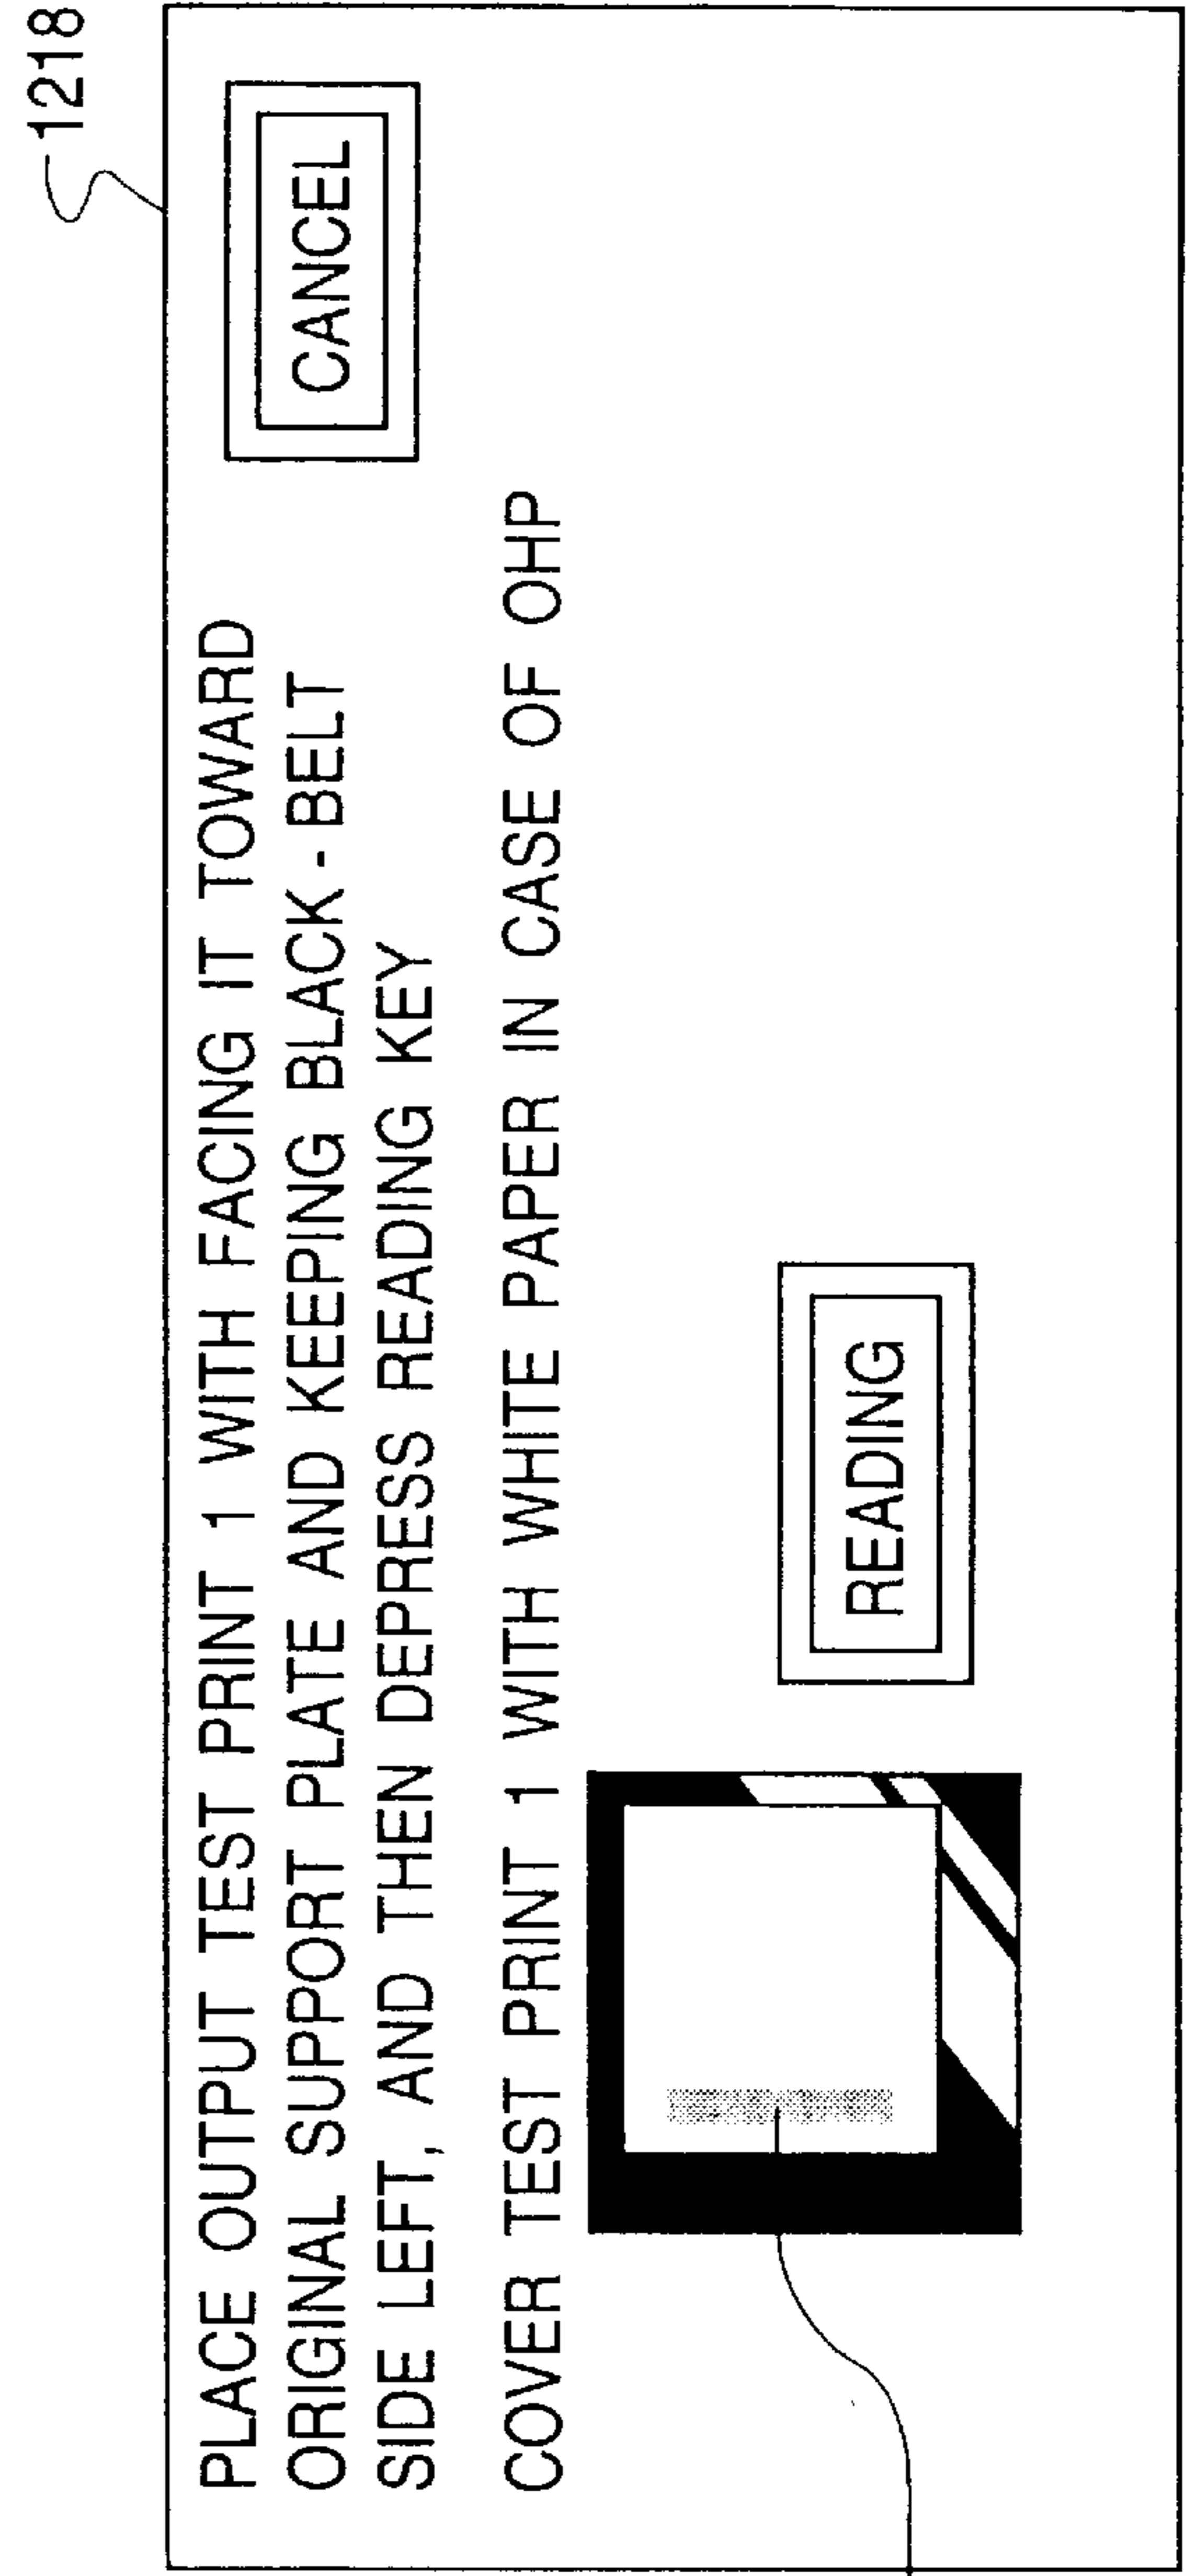 1218
PLACE OUTPUT TEST PRINT 1 WITH FACING IT TOWARD
ORIGINAL SUPPORT PLATE AND KEEPING BLACK - BELT
SIDE LEFT, AND THEN DEPRESS READING KEY
CANCEL
COVER TEST PRINT 1 WITH WHITE PAPER IN CASE OF OHP
READING